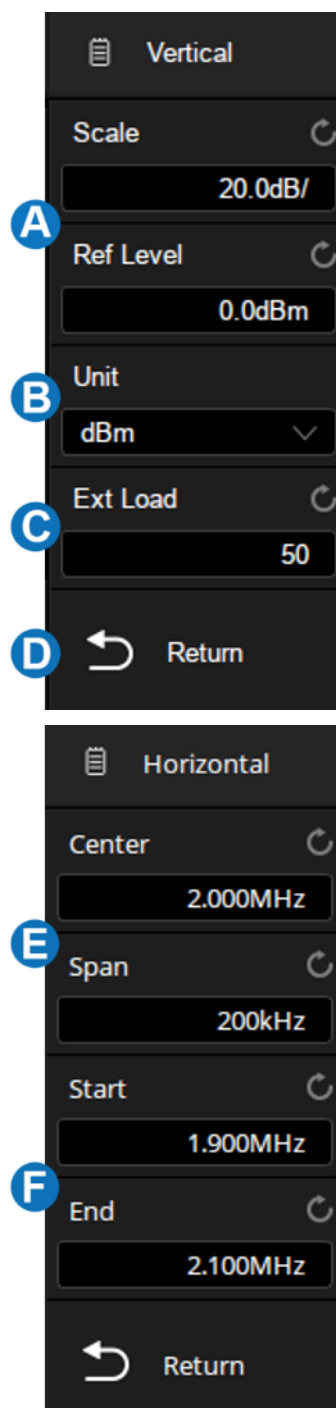 Vertical
Scale
20.0dB/
A
Ref Level
0.0dBm
Unit
B
dBm
Ext Load
C
50
D
Return
Horizontal
Center
2.000MHz
E
Span
200kHz
Start
1.900MHz
F
End
2.100MHz
Return